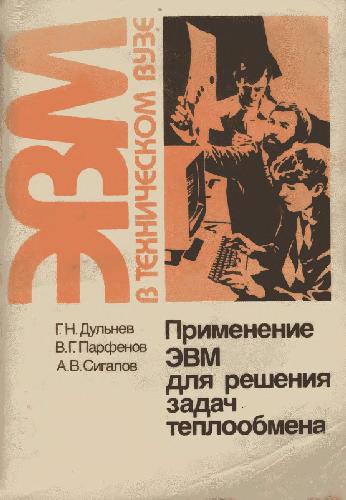 ЭВМ
В ТЕХНИЧЕСКОМ ВУЗЕ
Г.Н.Дульнев
В.Г.Парфенов
А.В.Сигалов
Применение
ЭВМ
для решения
задач
теплообмена